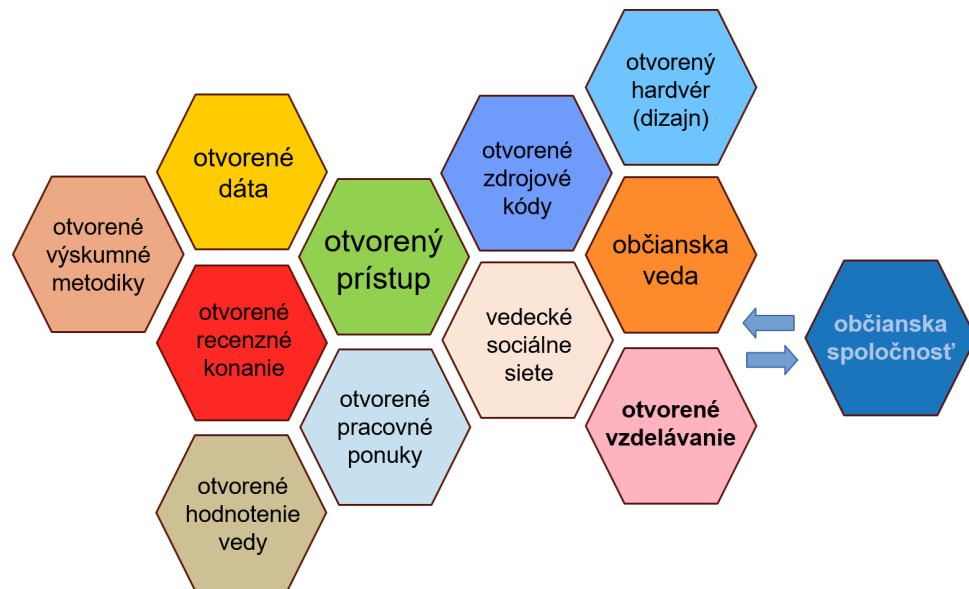 otvorený
hardvér
(dizajn)
otvorené
dáta
otvorené
zdrojové
kódy
otvorené
výskumné
metodiky
otvorený
prístup
občianska
veda
otvorené
recenzné
konanie
vedecké
sociálne
siete
občianska
spoločnosť
otvorené
pracovné
ponuky
otvorené
vzdelávanie
otvorené
hodnotenie
vedy